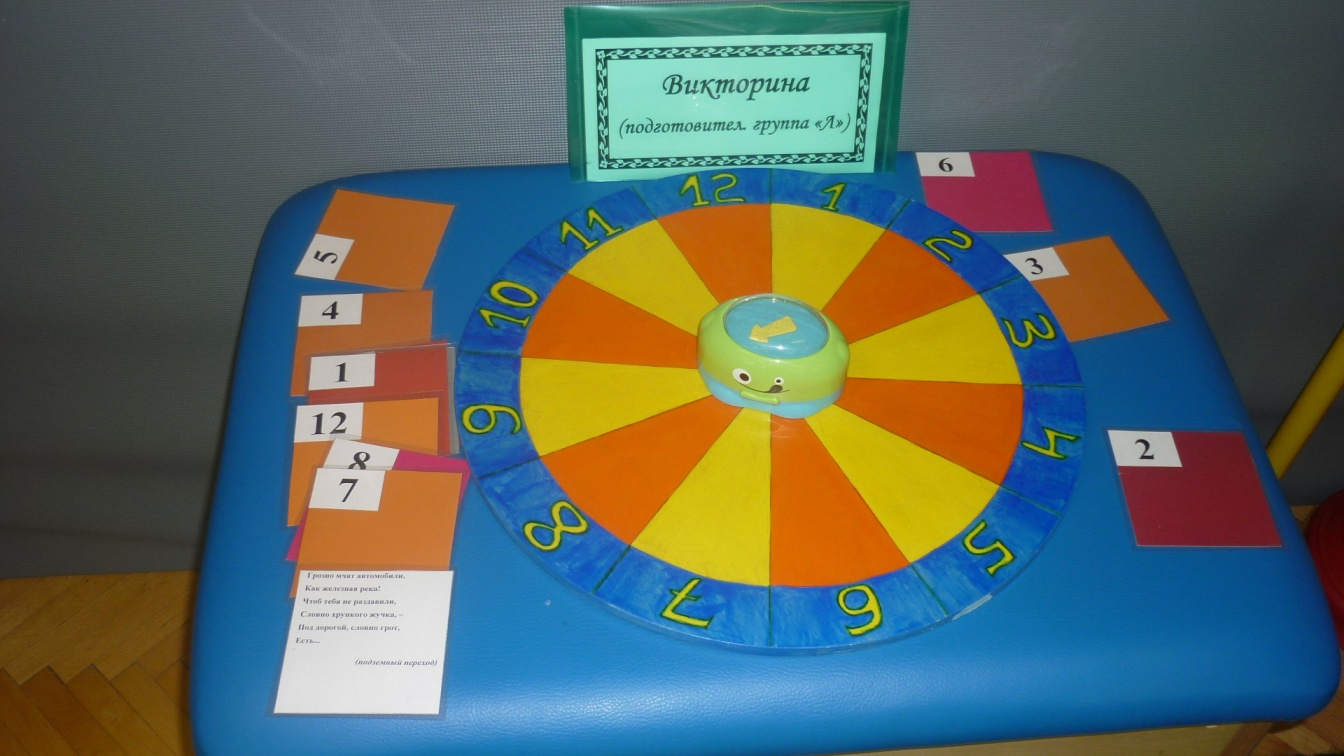 Викторина
(подготовител. группа «Л»)
12
1
2
3
4
5
6
7
8
9
10
11
6
3
2
5
4
1
12
8
7
Грозно мчат автомобили,
Как железная река!
Чтоб тебя не раздавили,
Словно хрупкого жучка, –
Под дорогой, словно грот,
Есть...
(подземный переход)